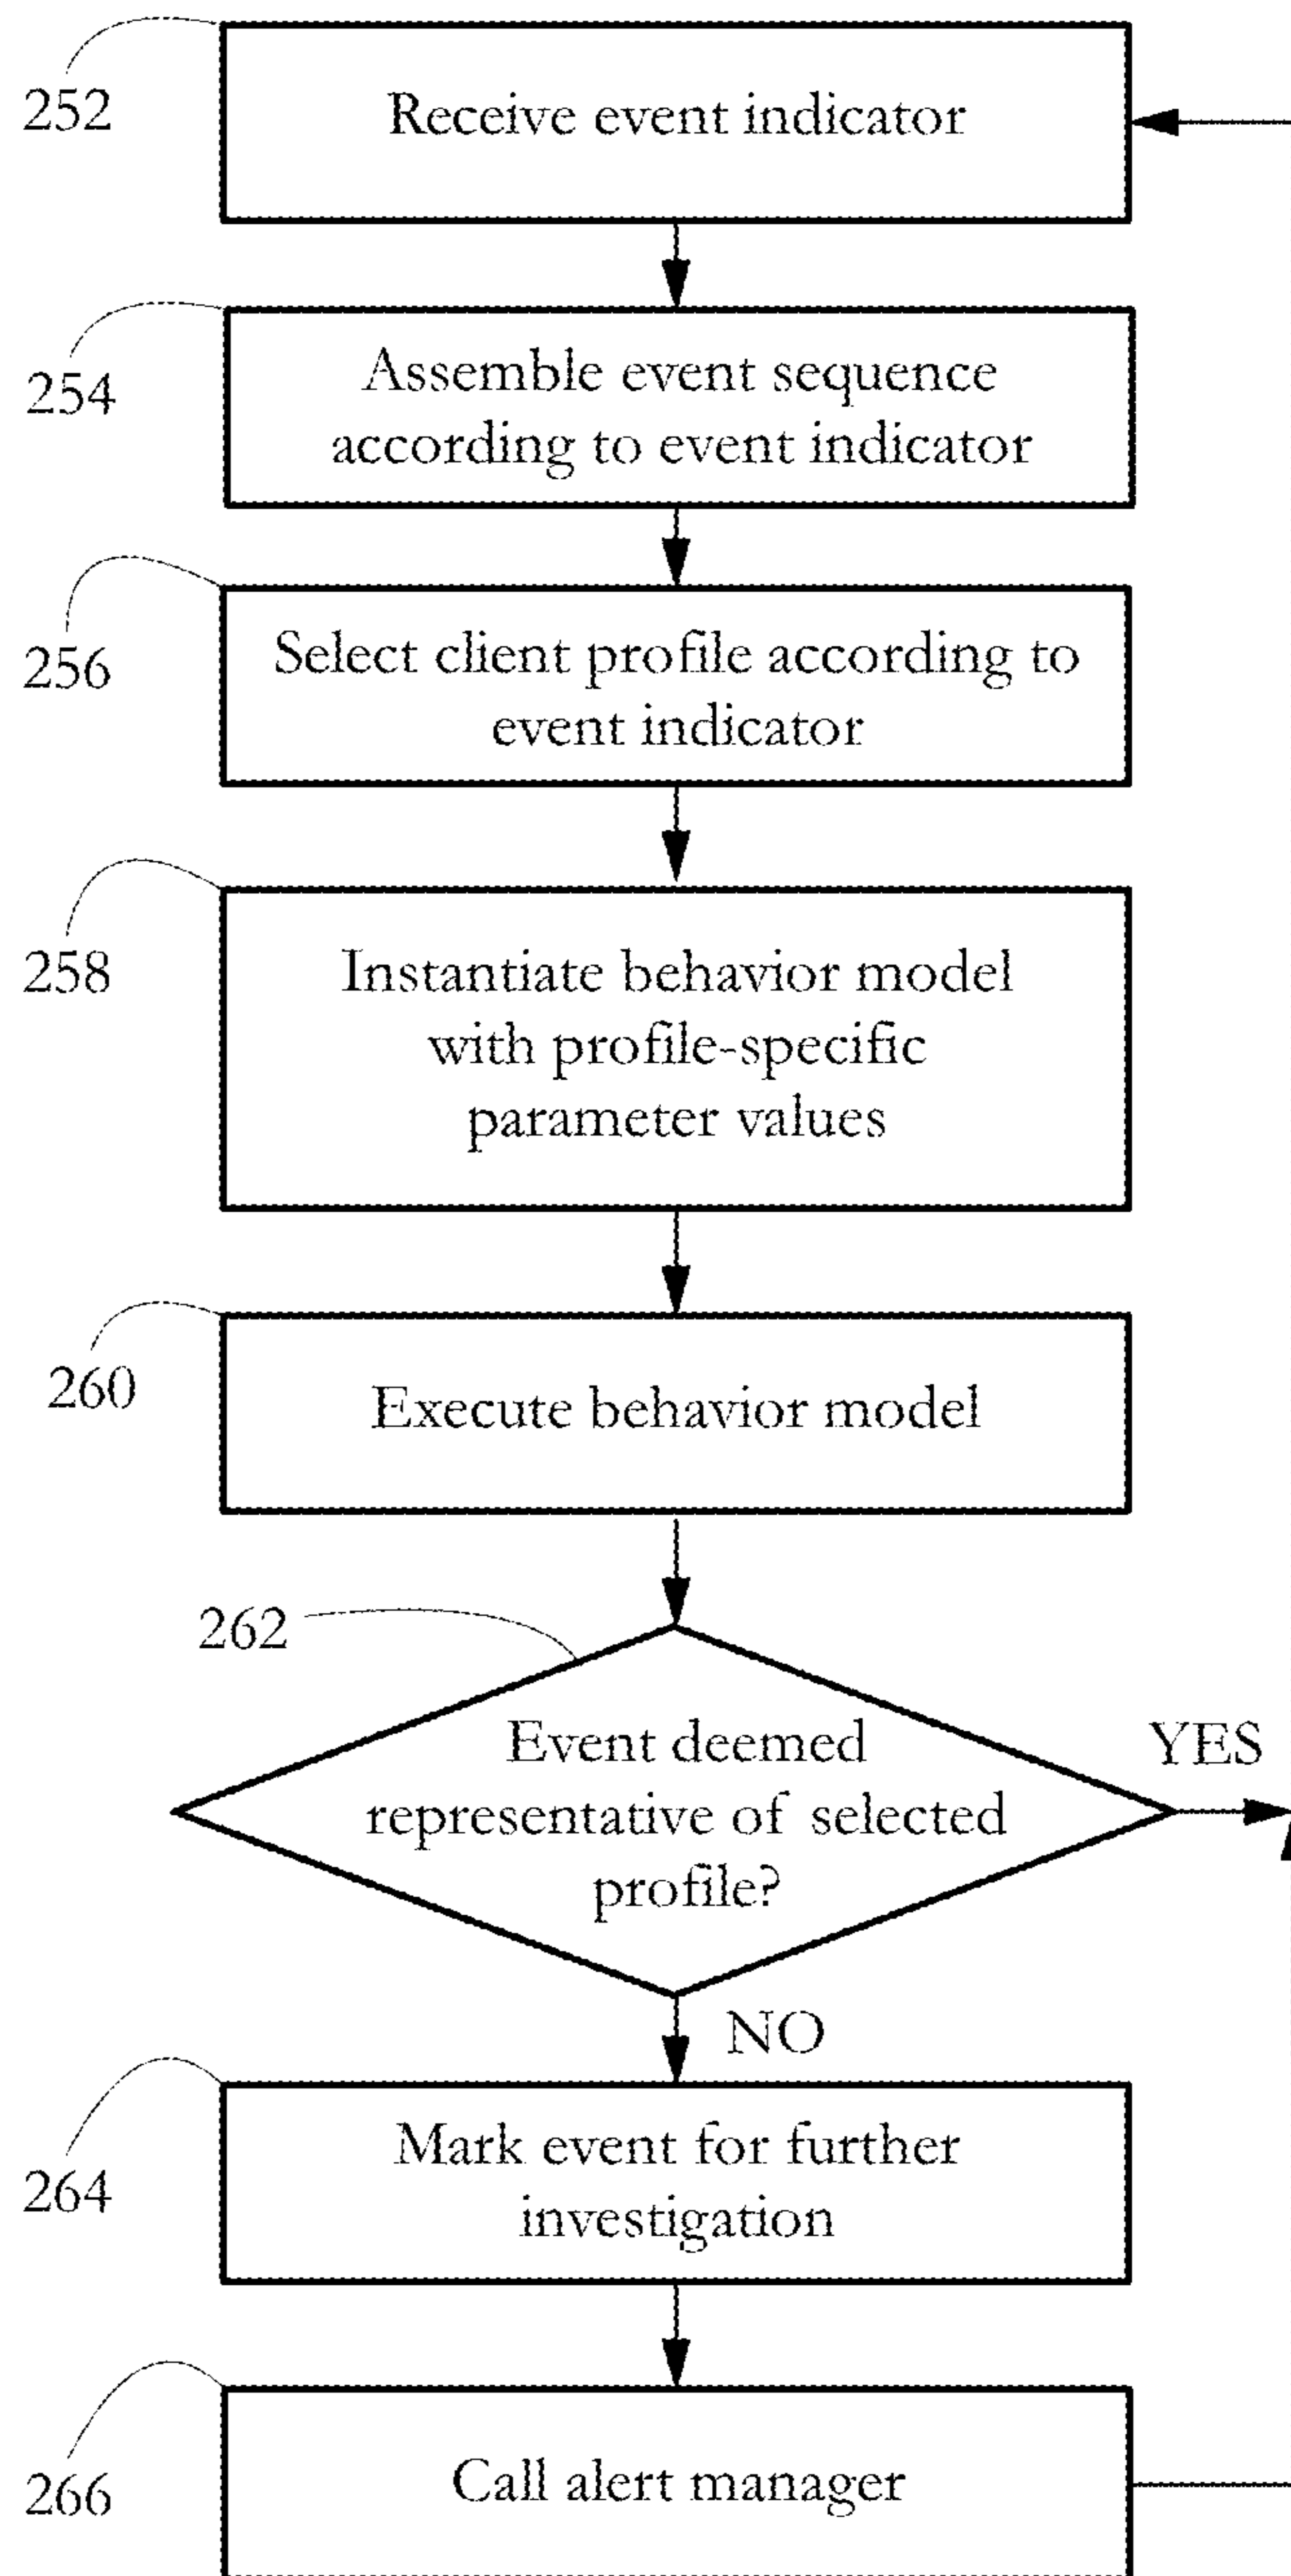 252
Receive event indicator
254
Assemble event sequence
according to event indicator
256
Select client profile according to
event indicator
258
Instantiate behavior model
with profile-specific
parameter values
260
Execute behavior model
262
Event deemed
representative of selected
profile?
YES
NO
264
Mark event for further
investigation
266
Call alert manager